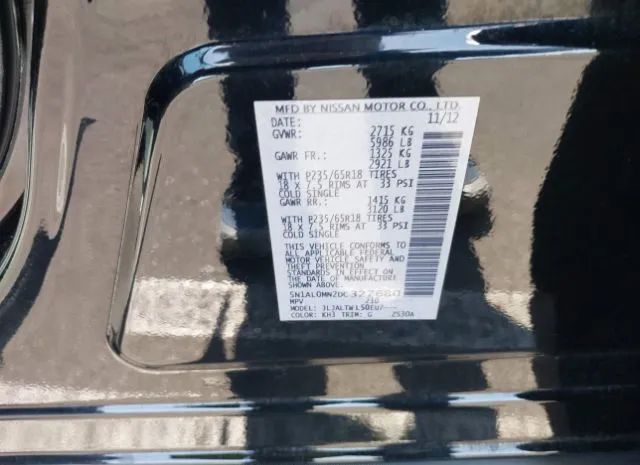 MFD BY NISSAN MOTOR CO., LTD.
DATE: 11/12
GVWR: 2715 KG
5986 LB
GAWR FR.: 1325 KG
2921 LB
WITH P235/65R18 TIRES
18 X 7.5 RIMS AT 33 PSI
COLD SINGLE
GAWR RR.: 1415 KG
3120 LB
WITH P235/65R18 TIRES
18 X 7.5 RIMS AT 33 PSI
COLD SINGLE
THIS VEHICLE CONFORMS TO
ALL APPLICABLE FEDERAL
MOTOR VEHICLE SAFETY AND
THEFT PREVENTION
STANDARDS IN EFFECT ON
THE DATE OF MANUFACTURE
SHOWN ABOVE.
5N1AL0MN2DC327680
MPV
MODEL:
COLOR: KH3 TRIM: G 2530A